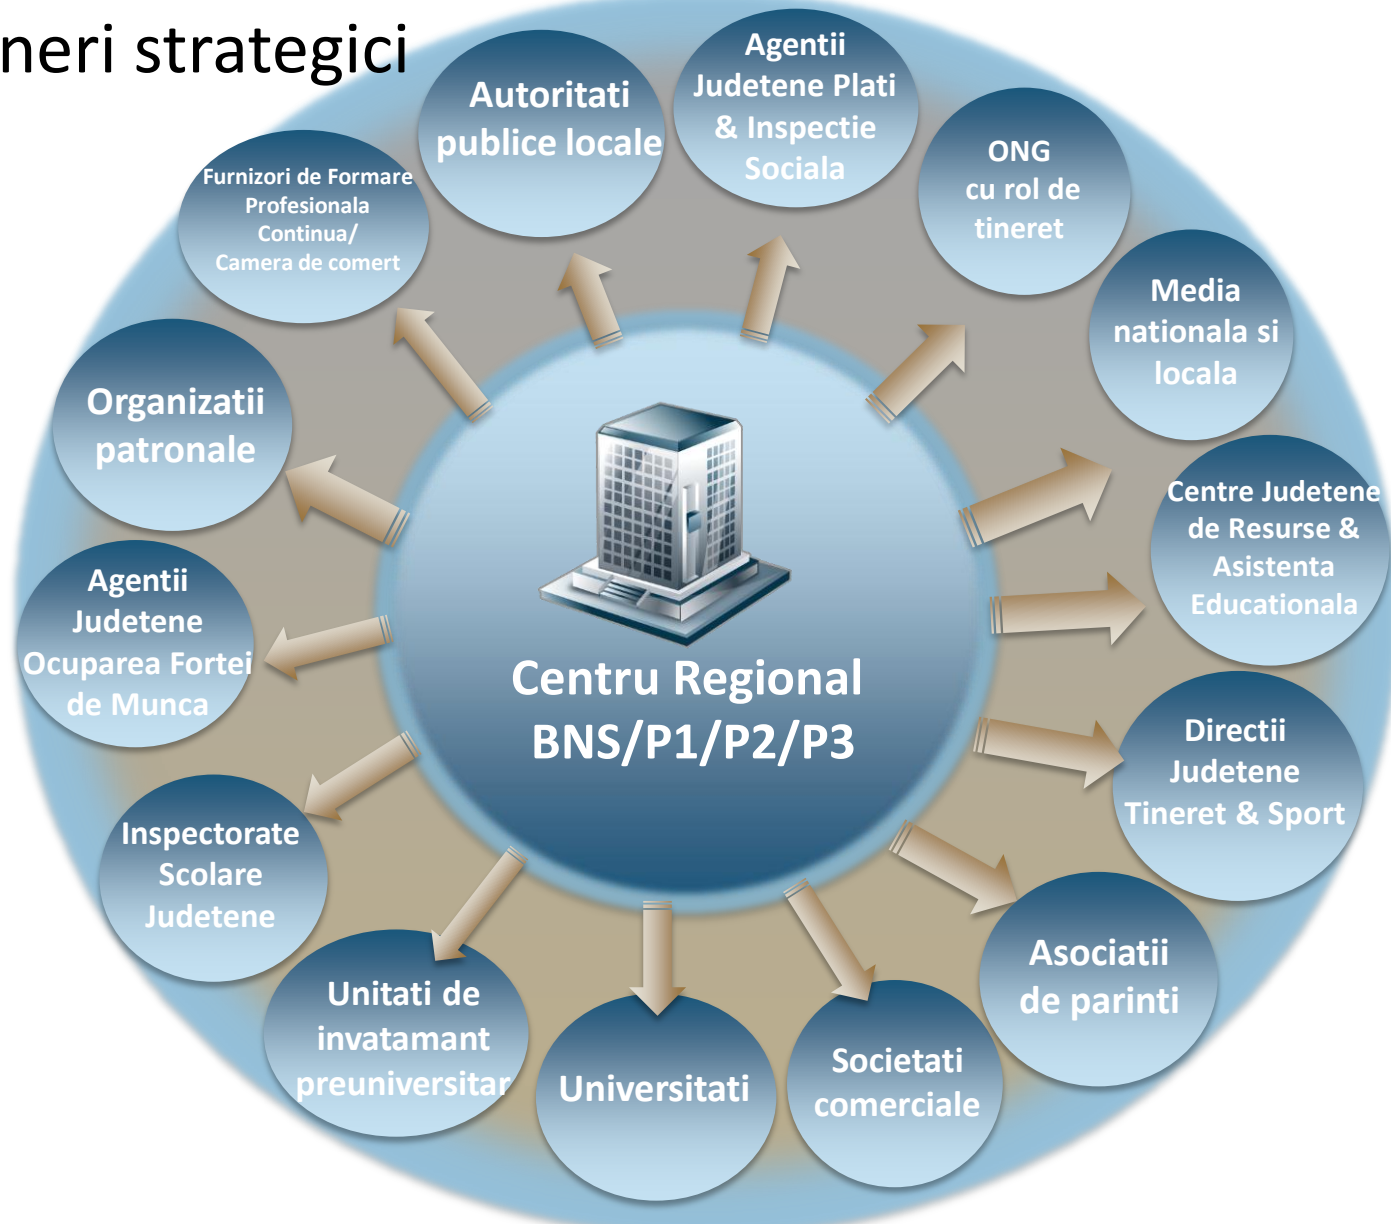 neri strategici
Autoritati
publice locale
Agentii
Judetene Plati
& Inspectie
Sociala
ONG
cu rol de
tineret
Media
nationala si
locala
Centre Judetene
de Resurse &
Asistenta
Educationala
Directii
Judetene
Tineret & Sport
Asociatii
de parinti
Societati
comerciale
Universitati
Unitati de
invatamant
preuniversitar
Inspectorate
Scolare
Judetene
Agentii
Judetene
Ocuparea Fortei
de Munca
Organizatii
patronale
Furnizori de Formare
Profesionala
Continua/
Camera de comert
Centru Regional
BNS/P1/P2/P3